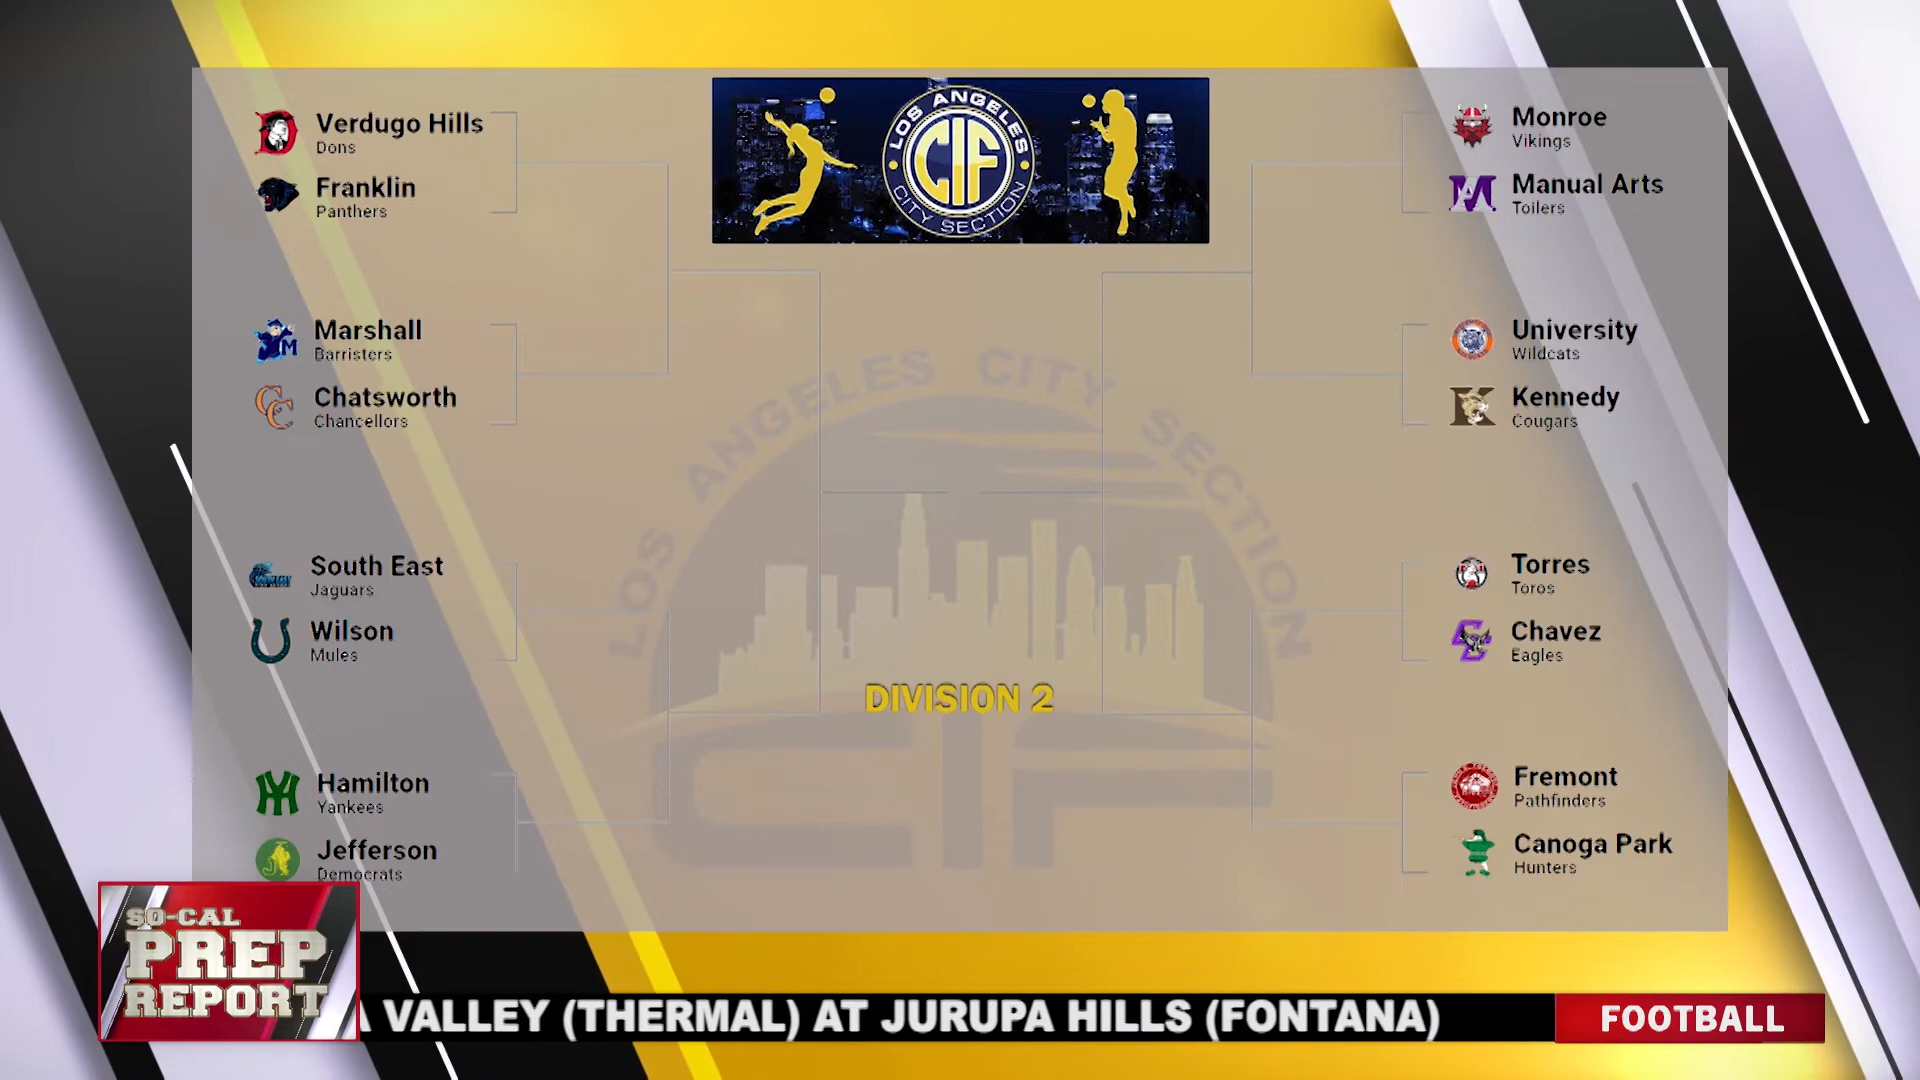 LOS ANGELES
CIF
CITY SECTION
Verdugo Hills
Dons
Franklin
Panthers
Marshall
Barristers
Chatsworth
Chancellors
South East
Jaguars
Wilson
Mules
Hamilton
Yankees
Jefferson
Democrats
Monroe
Vikings
Manual Arts
Toilers
University
Wildcats
Kennedy
Cougars
Torres
Toros
Chavez
Eagles
Fremont
Pathfinders
Canoga Park
Hunters
LOS ANGELES CITY SECTION
DIVISION 2
CIF
SO-CAL
PREP
REPORT
VALLEY (THERMAL) AT JURUPA HILLS (FONTANA)
FOOTBALL